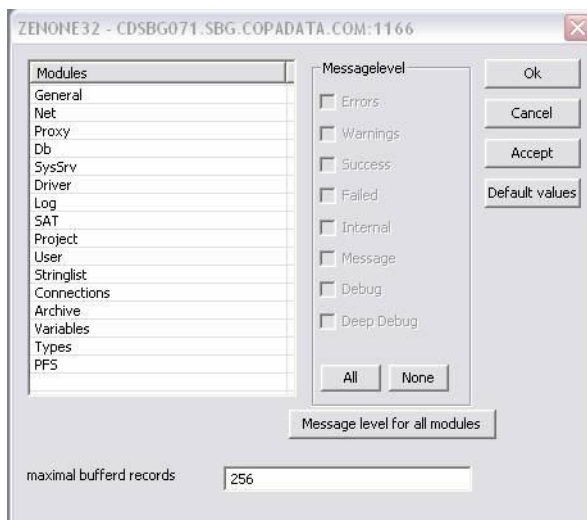 ZENONE32 - CDSBG071.SBG.COPADATA.COM:1166
Modules
General
Net
Proxy
Db
SysSrv
Driver
Log
SAT
Project
User
Stringlist
Connections
Archive
Variables
Types
PFS
Messagelevel
Errors
Warnings
Success
Failed
Internal
Message
Debug
Deep Debug
All None
Ok
Cancel
Accept
Default values
Message level for all modules
maximal bufferd records 256